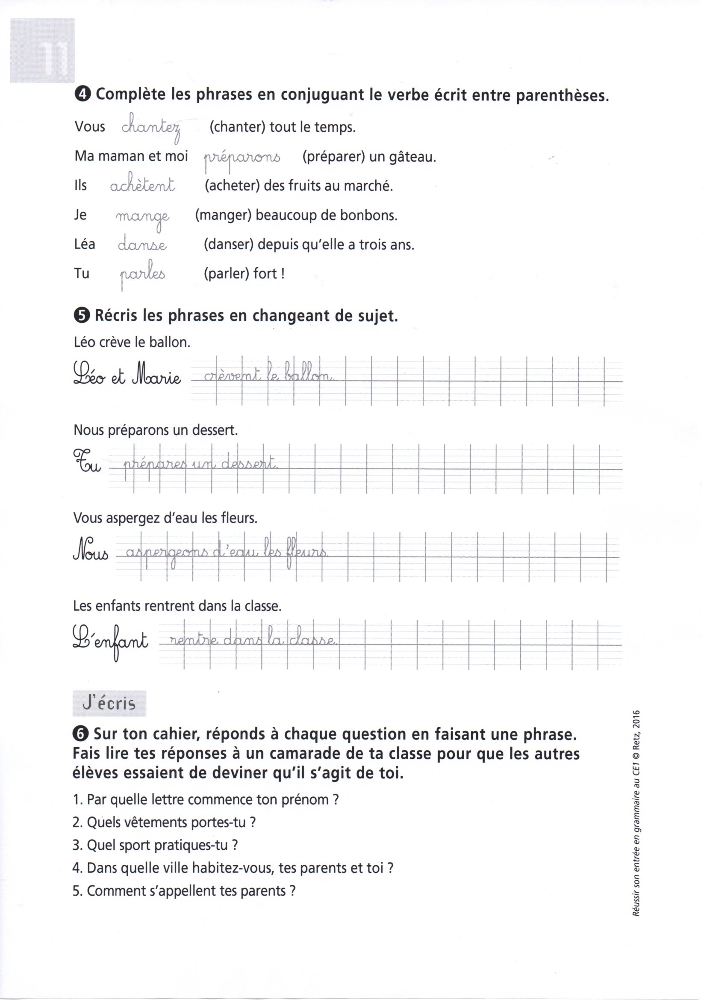 11
4 Complète les phrases en conjuguant le verbe écrit entre parenthèses.
Vous chantez (chanter) tout le temps.
Ma maman et moi préparons (préparer) un gâteau.
Ils achètent (acheter) des fruits au marché.
Je mange (manger) beaucoup de bonbons.
Léa danse (danser) depuis qu'elle a trois ans.
Tu parles (parler) fort !
5 Récris les phrases en changeant de sujet.
Léo crève le ballon.
Léo et Marie crèvent le ballon.
Nous préparons un dessert.
Tu prépares un dessert.
Vous aspergez d'eau les fleurs.
Nous aspergeons d'eau les fleurs.
Les enfants rentrent dans la classe.
L'enfant rentre dans la classe.
J'écris
6 Sur ton cahier, réponds à chaque question en faisant une phrase.
Fais lire tes réponses à un camarade de ta classe pour que les autres
élèves essaient de deviner qu'il s'agit de toi.
1. Par quelle lettre commence ton prénom ?
2. Quels vêtements portes-tu ?
3. Quel sport pratiques-tu ?
4. Dans quelle ville habitez-vous, tes parents et toi ?
5. Comment s'appellent tes parents ?
Réussir son entrée en grammaire au CE1 © Retz, 2016